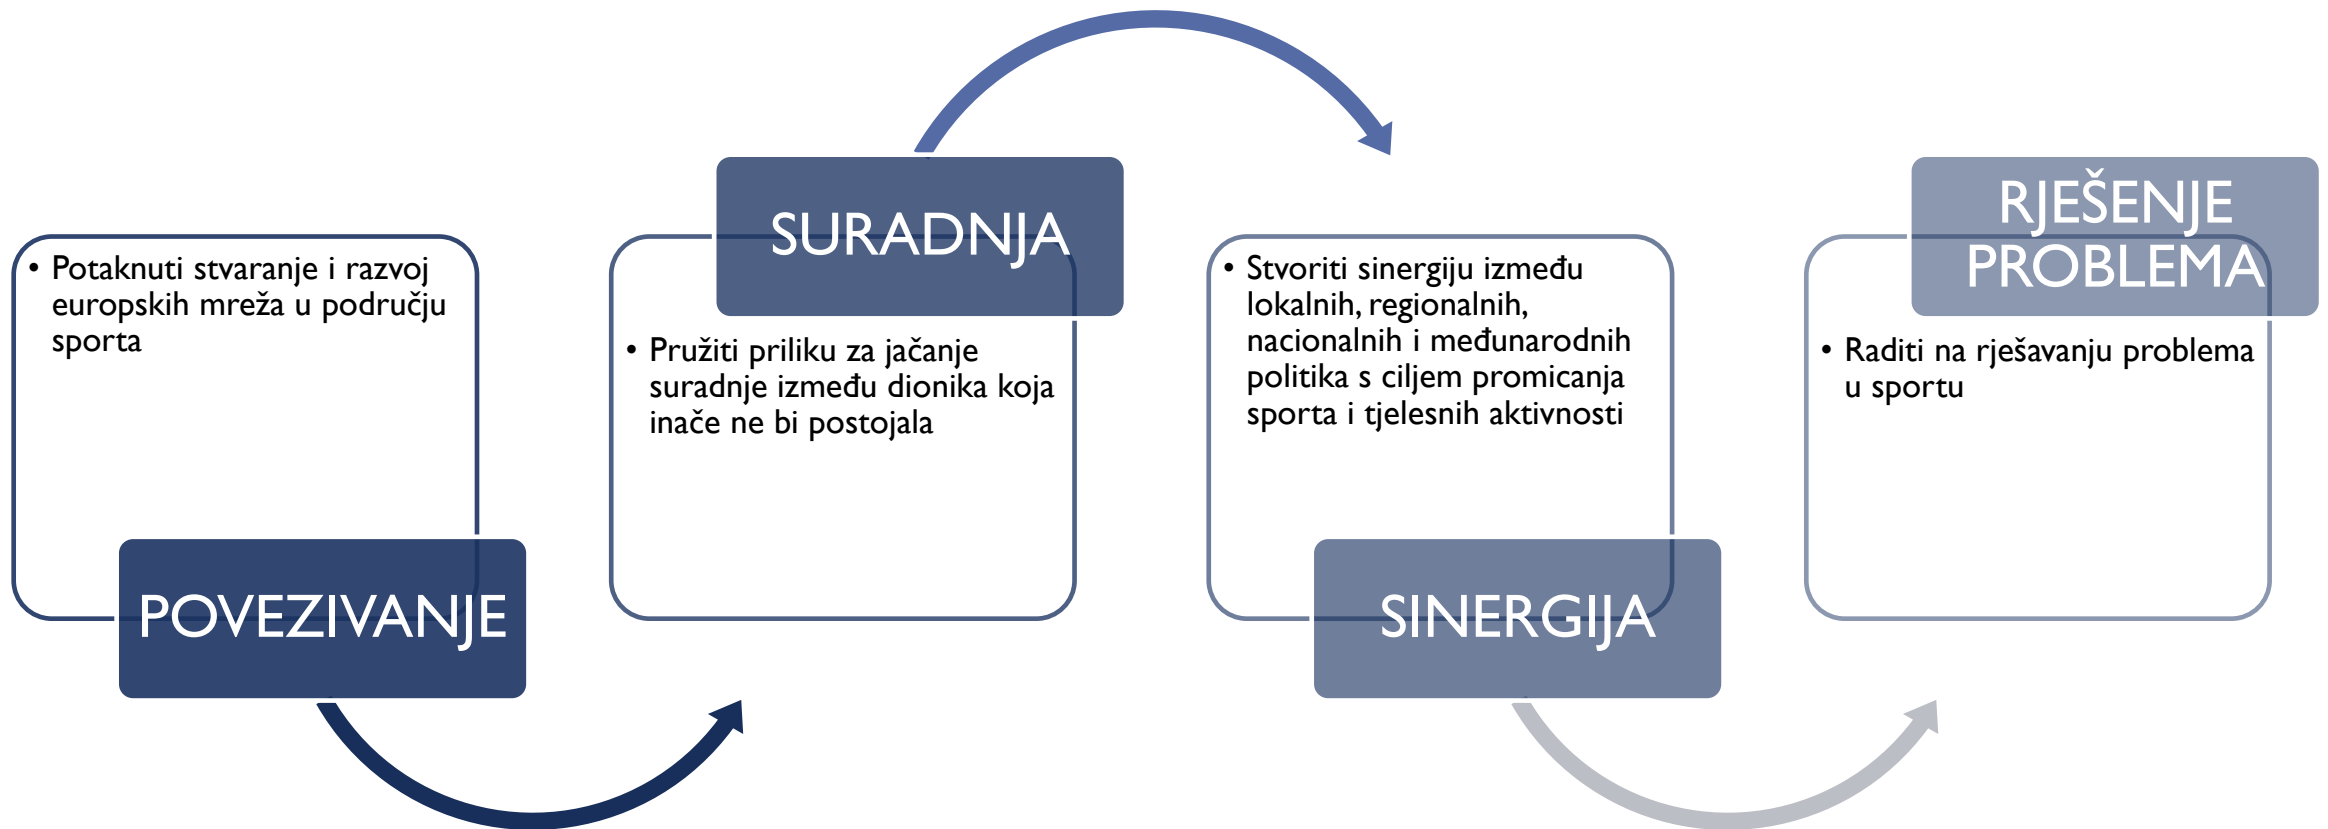 • Potaknuti stvaranje i razvoj
europskih mreža u području
sporta
POVEZIVANJE
SURADNJA
• Pružiti priliku za jačanje
suradnje između dionika koja
inače ne bi postojala
• Stvoriti sinergiju između
lokalnih, regionalnih,
nacionalnih i međunarodnih
politika s ciljem promicanja
sporta i tjelesnih aktivnosti
SINERGIJA
RJEŠENJE
PROBLEMA
• Raditi na rješavanju problema
u sportu